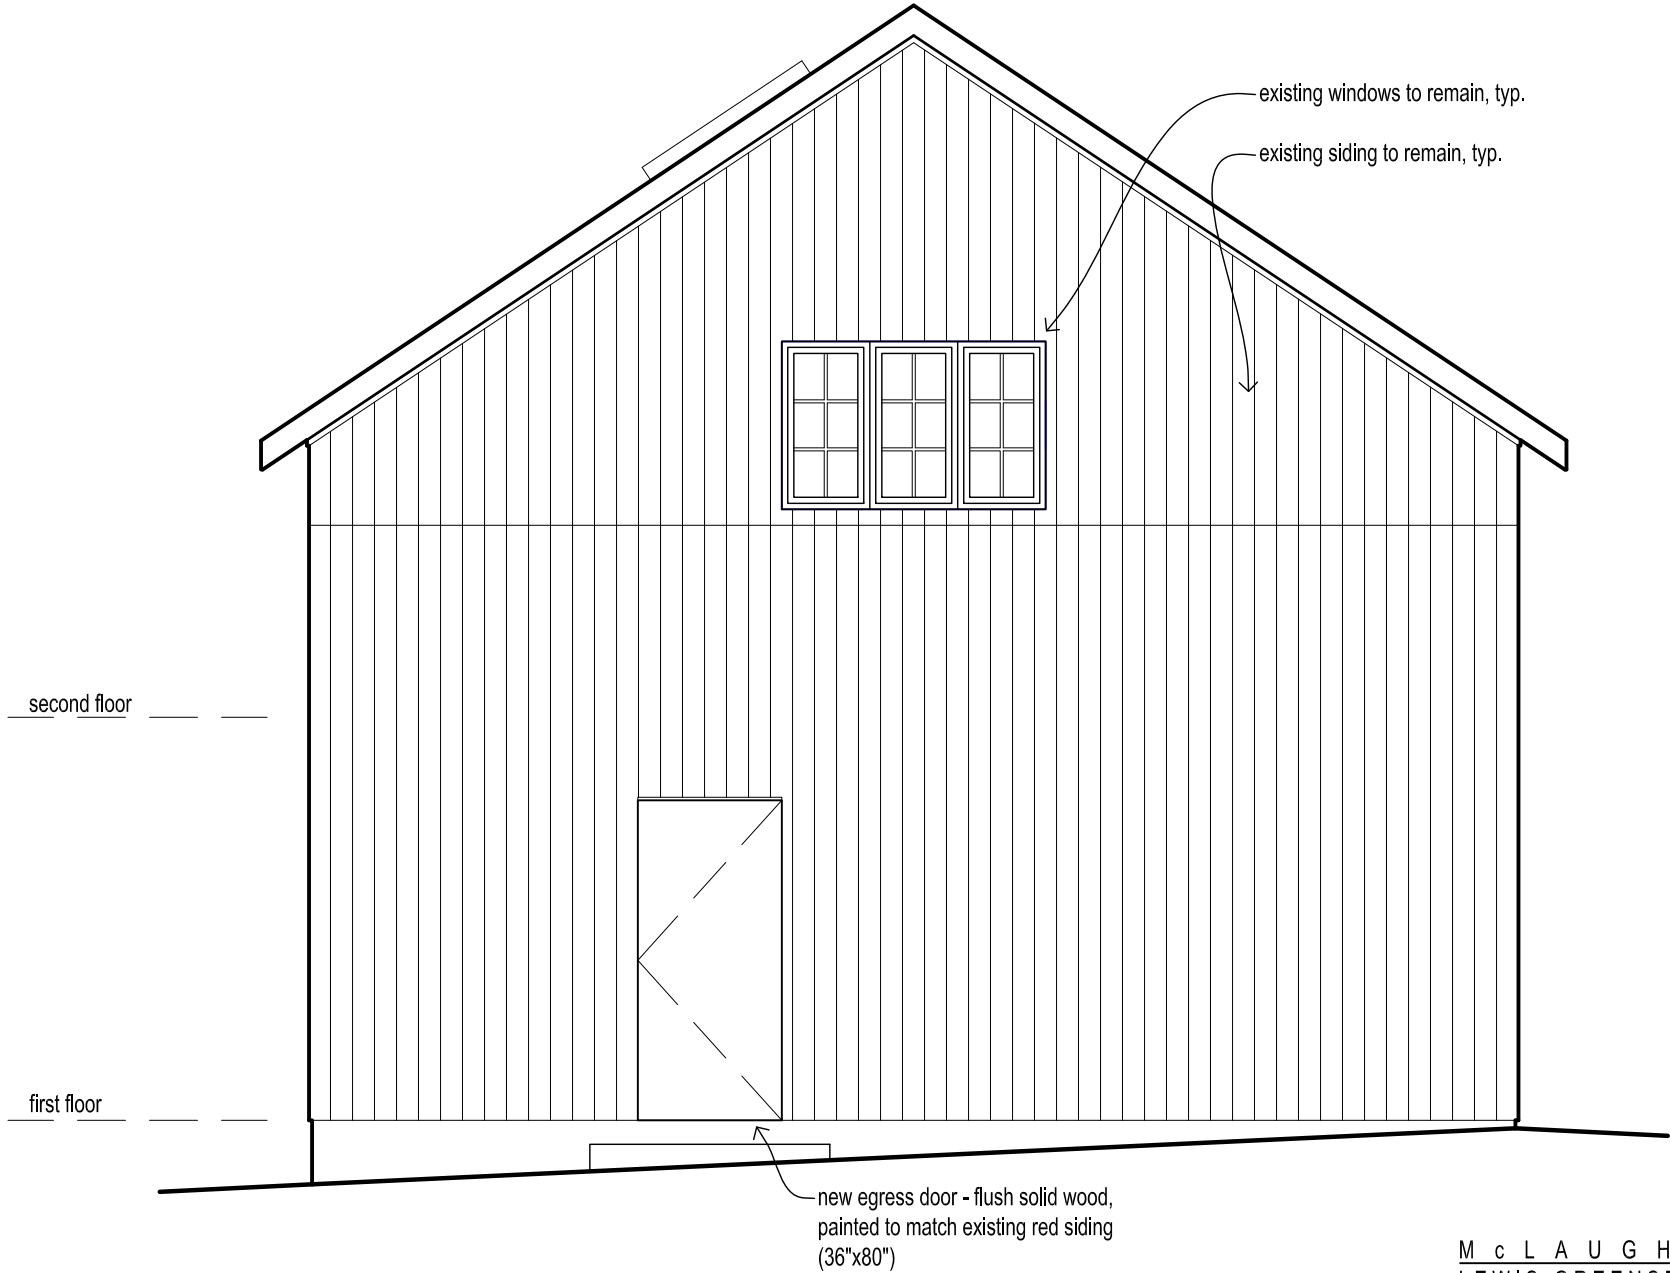 existing windows to remain, typ.
existing siding to remain, typ.
second floor
first floor
new egress door - flush solid wood,
painted to match existing red siding
(36"x80")
M c L A U G H